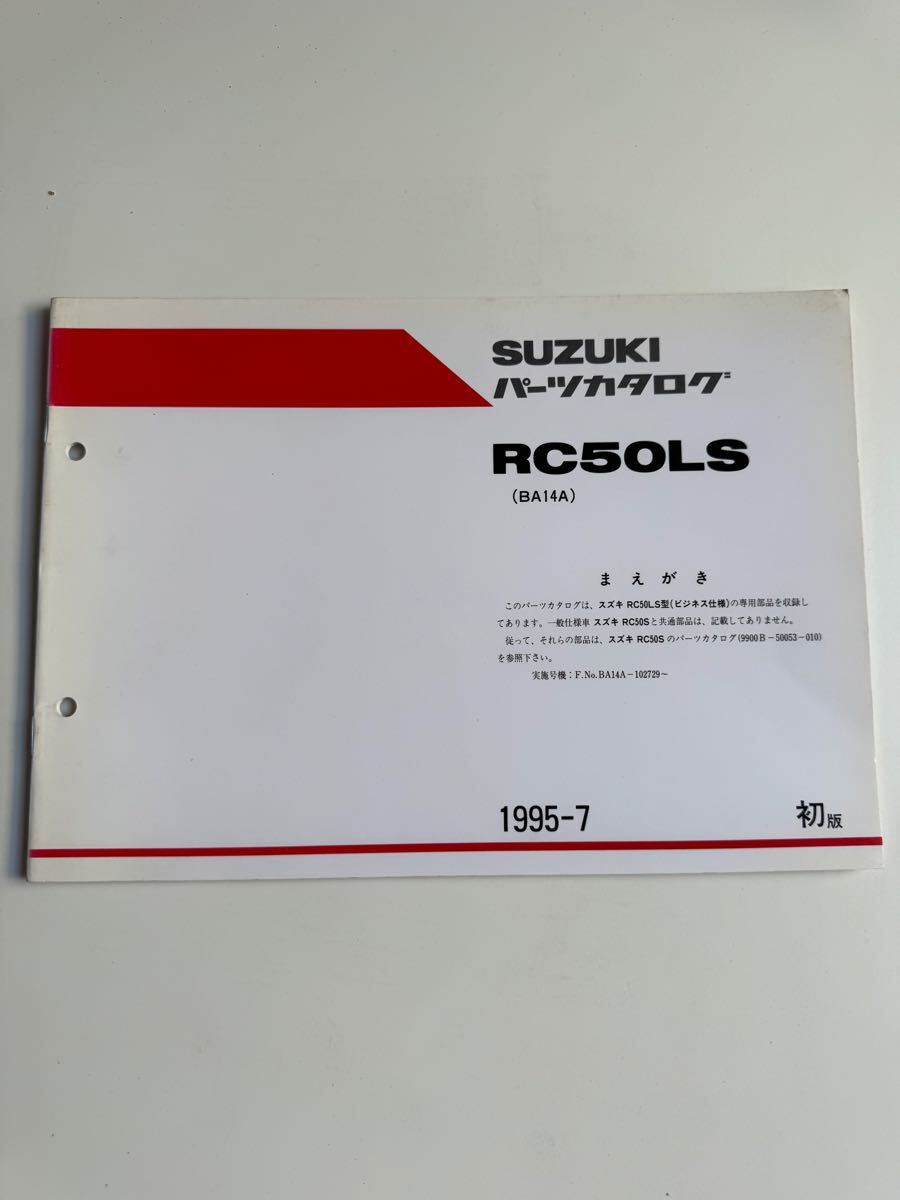 SUZUKI
パーツカタログ
RC50LS
(BA14A)
まえがき
このパーツカタログは、スズキ RC50LS型(ビジネス仕様)の専用部品を収録し
てあります。一般仕様車 スズキ RC50Sと共通部品は、記載してありません。
従って、それらの部品は、スズキ RC50S のパーツカタログ(9900B-50053-010)
を参照下さい。
実施号機:F.No.BA14A-102729~
1995-7 初版